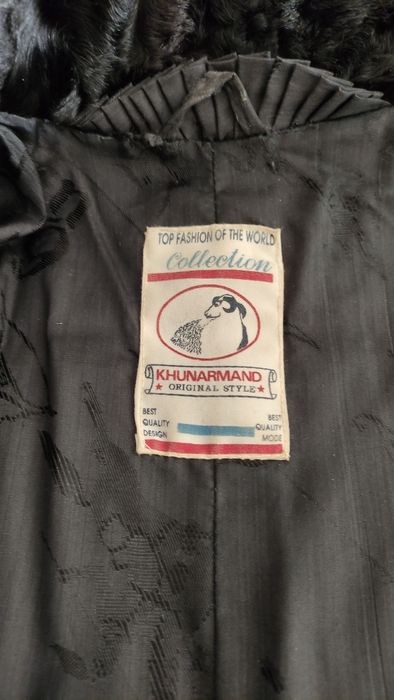 TOP FASHION OF THE WORLD
Collection
KHUNARMAND
★ ORIGINAL STYLE ★
BEST QUALITY DESIGN
BEST QUALITY MODE